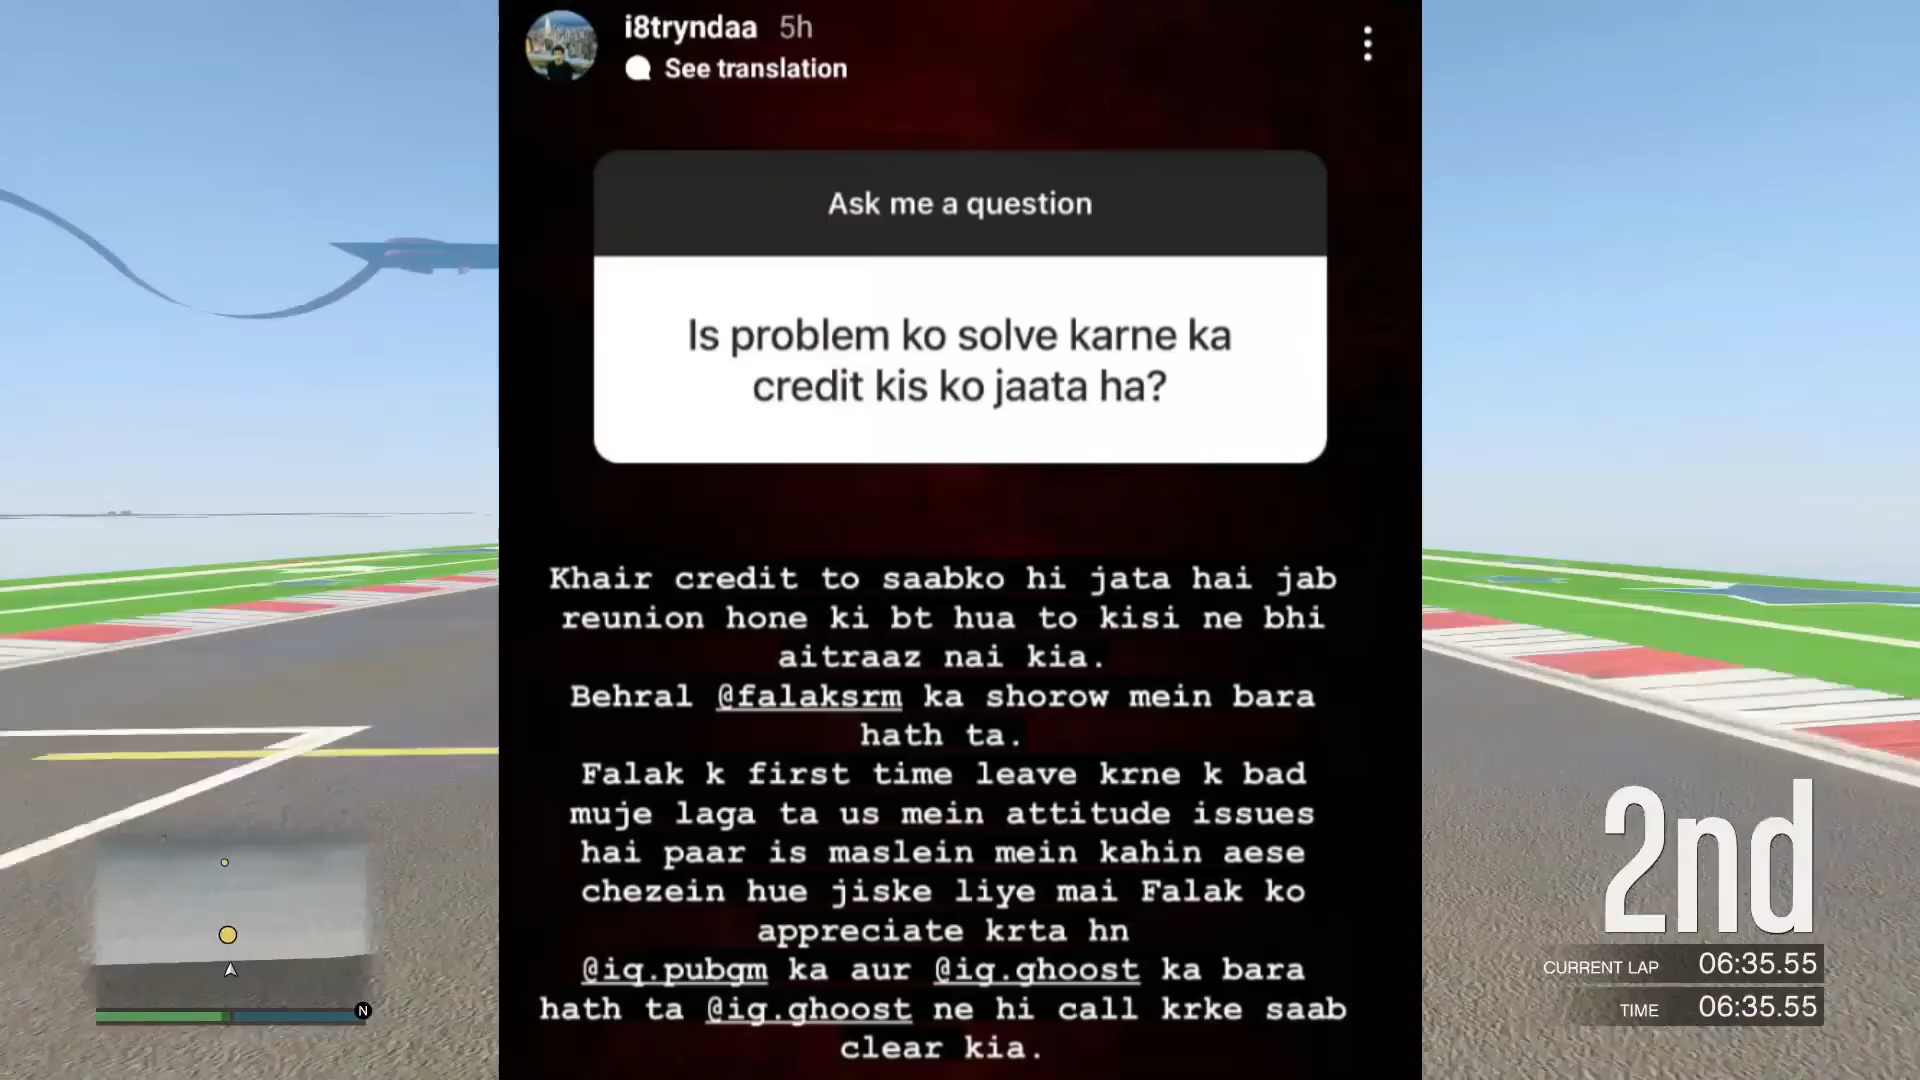 i8tryndaa 5h
See translation
Ask me a question
Is problem ko solve karne ka
credit kis ko jaata ha?
Khair credit to saabko hi jata hai jab
reunion hone ki bt hua to kisi ne bhi
aitraaz nai kia.
Behral @falaksrm ka shorow mein bara
hath ta.
Falak k first time leave krne k bad
muje laga ta us mein attitude issues
hai paar is maslein mein kahin aese
chezein hue jiske liye mai Falak ko
appreciate krta hn
@iq.pubgm ka aur @ig.ghoost ka bara
hath ta @ig.ghoost ne hi call krke saab
clear kia.
N
2nd
CURRENT LAP 06:35.55
TIME 06:35.55